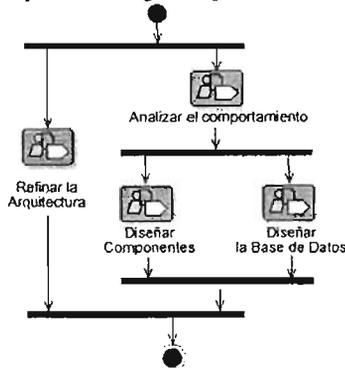 Analizar el comportamiento
Refinar la
Arquitectura
Diseñar
Componentes
Diseñar
la Base de Datos